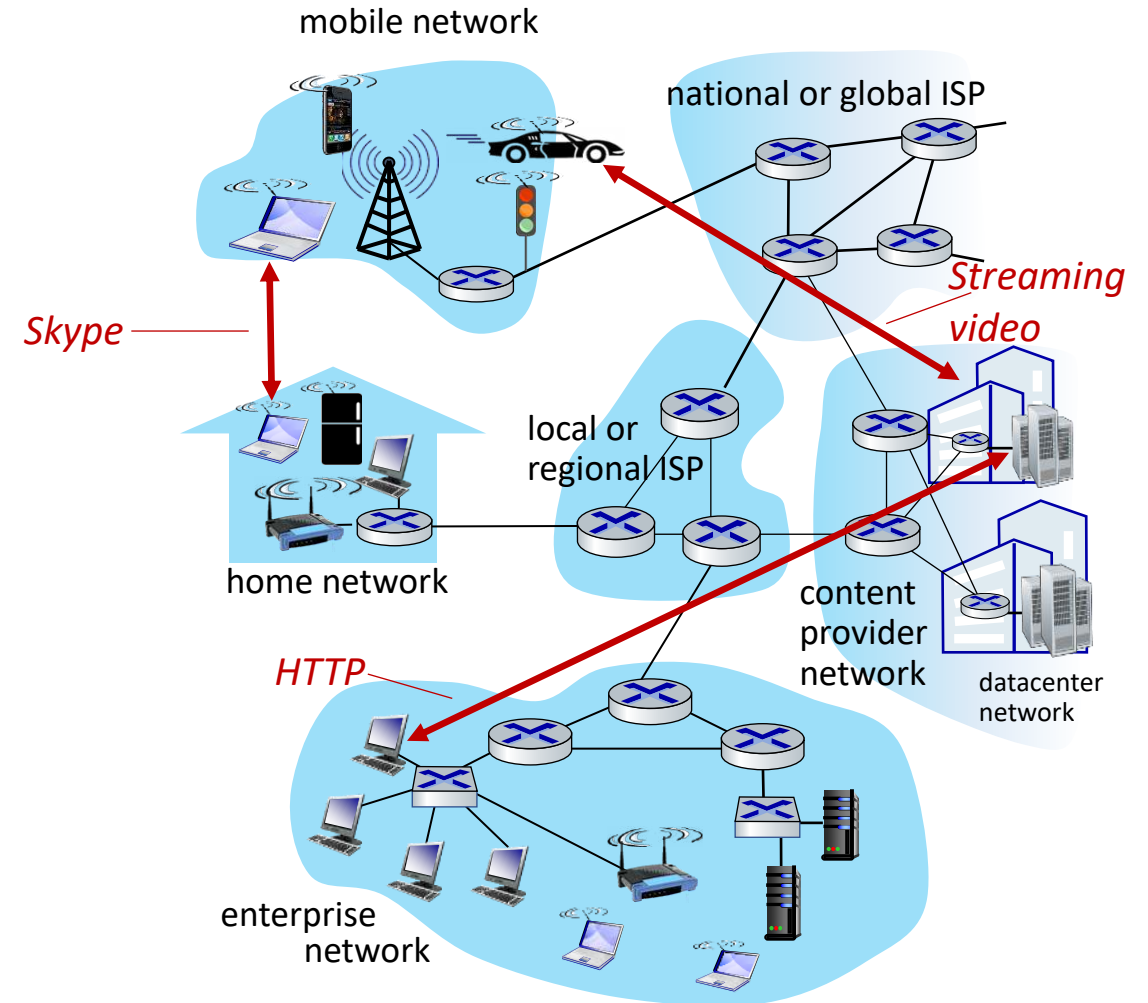 mobile network
national or global ISP
Streaming
video
Skype
local or
regional ISP
home network
content
provider
network
datacenter
network
HTTP
enterprise
network